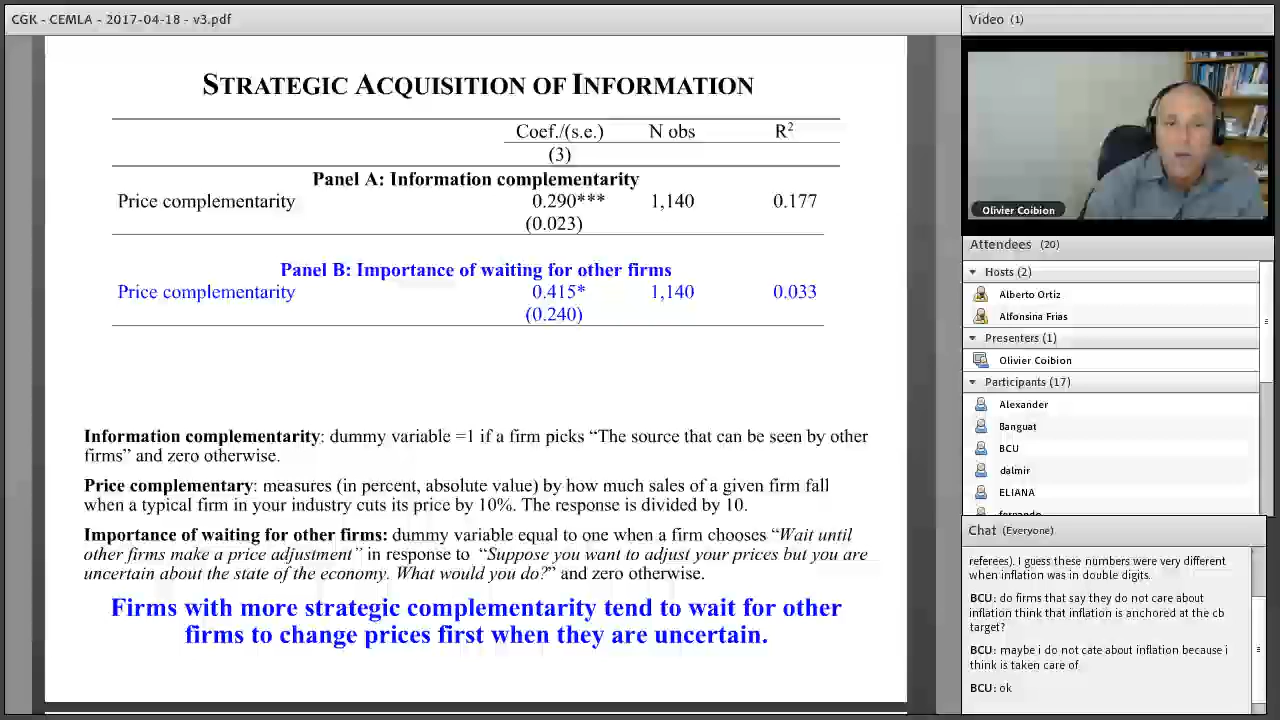 CGK - CEMLA - 2017-04-18 - v3.pdf
STRATEGIC ACQUISITION OF INFORMATION
Coef./(s.e.) N obs R2
(3)
Panel A: Information complementarity
Price complementarity 0.290*** 1,140 0.177
(0.023)
Panel B: Importance of waiting for other firms
Price complementarity 0.415* 1,140 0.033
(0.240)
Information complementarity: dummy variable =1 if a firm picks “The source that can be seen by other
firms” and zero otherwise.
Price complementary: measures (in percent, absolute value) by how much sales of a given firm fall
when a typical firm in your industry cuts its price by 10%. The response is divided by 10.
Importance of waiting for other firms: dummy variable equal to one when a firm chooses “Wait until
other firms make a price adjustment” in response to “Suppose you want to adjust your prices but you are
uncertain about the state of the economy. What would you do?” and zero otherwise.
Firms with more strategic complementarity tend to wait for other
firms to change prices first when they are uncertain.
Video (1)
Olivier Coibion
Attendees (20)
Hosts (2)
Alberto Ortiz
Alfonsina Frias
Presenters (1)
Olivier Coibion
Participants (17)
Alexander
Banguat
BCU
dalmir
ELIANA
fernando
Chat (Everyone)
referees). I guess these numbers were very different
when inflation was in double digits.
BCU: do firms that say they do not care about
inflation think that inflation is anchored at the cb
target?
BCU: maybe i do not cate about inflation because i
think is taken care of
BCU: ok